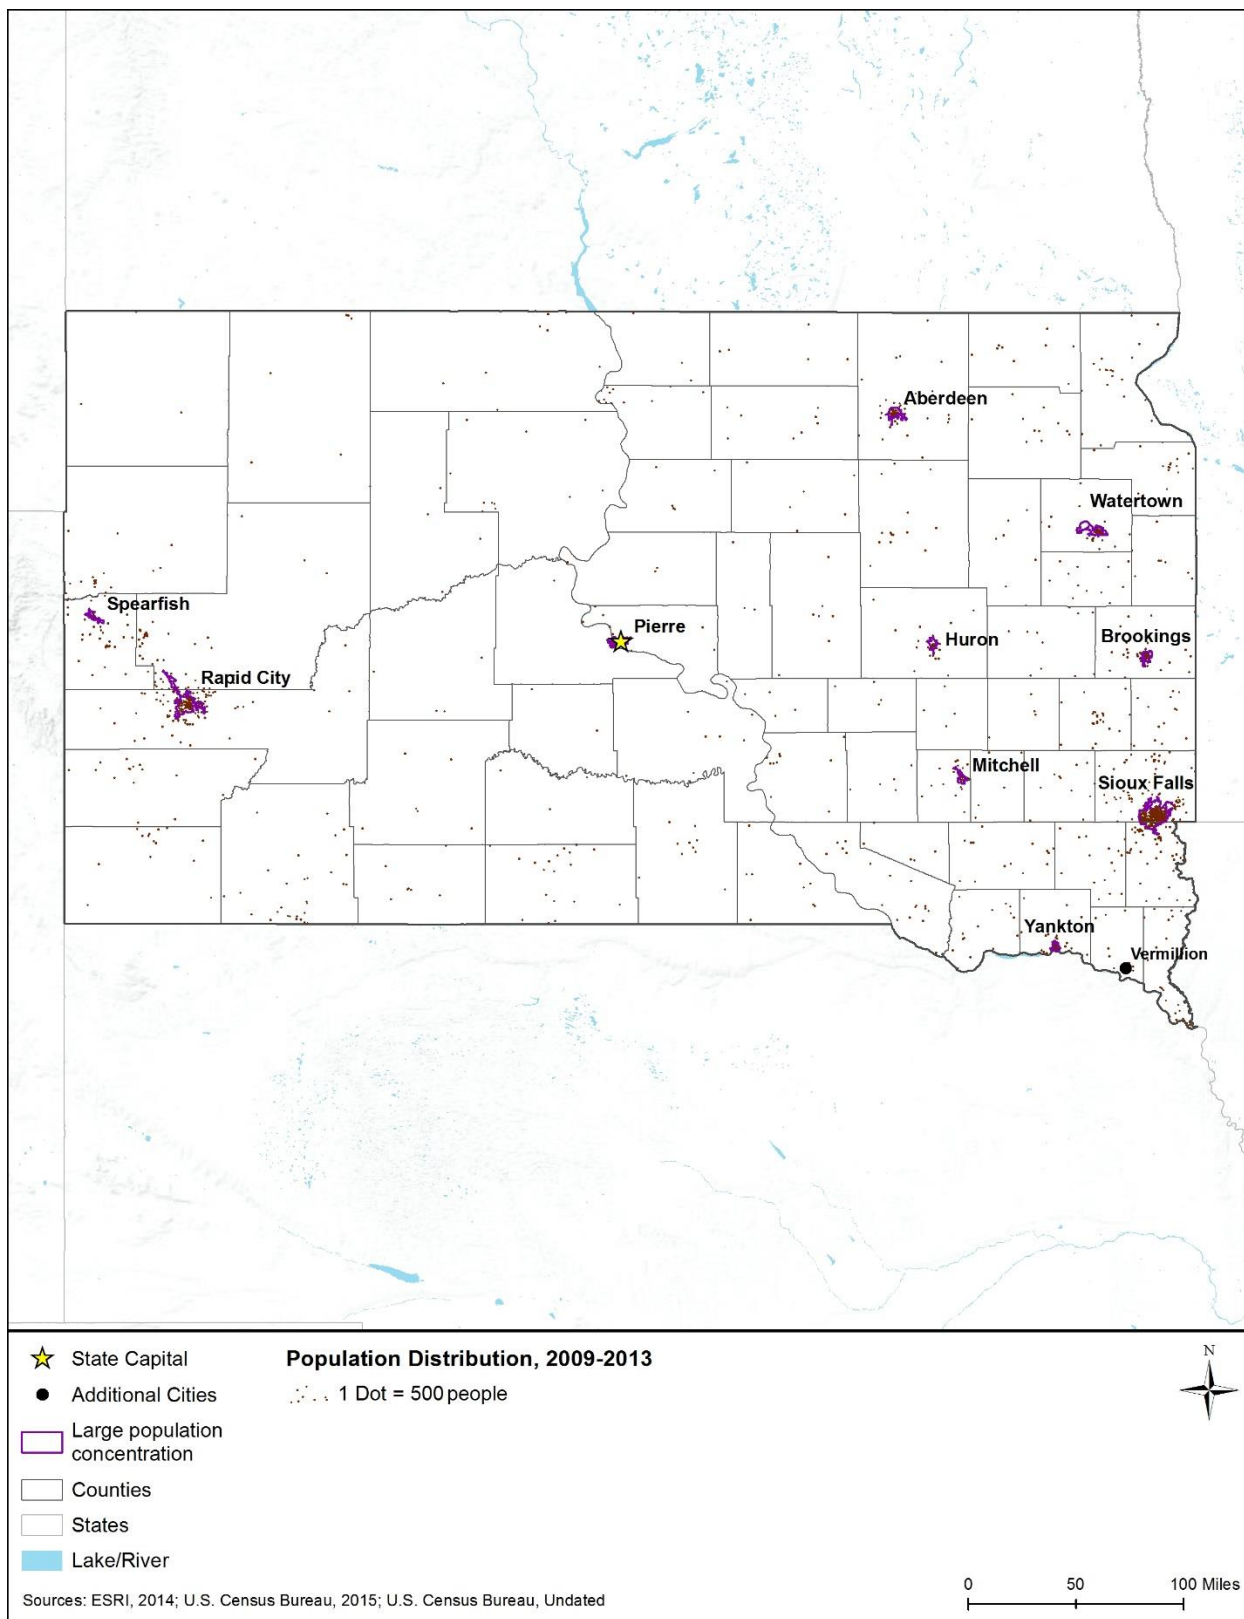 Aberdeen
Watertown
Spearfish
Pierre
Huron
Brookings
Rapid City
Mitchell
Sioux Falls
Yankton
Vermillion
State Capital
Population Distribution, 2009-2013
N
Additional Cities
1 Dot = 500 people
Large population
concentration
Counties
States
Lake/River
0 50 100 Miles
Sources: ESRI, 2014; U.S. Census Bureau, 2015; U.S. Census Bureau, Undated